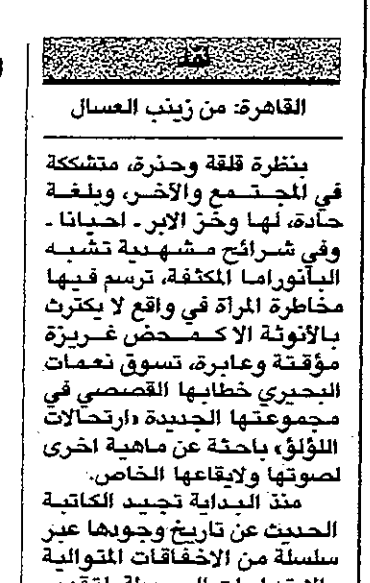 نقد
القاهرة: من زينب العسال
بنظرة قلقة وحذرة، متشككة
في المجتمع والآخر، وبلغة
حادة، لها وخز الابر ـ احيانا ـ
وفي شرائح مشهدية تشبه
البانوراما المكثفة، ترسم فيها
مخاطرة المرأة في واقع لا يكترث
بالأنوثة الا كمحض غريزة
مؤقتة وعابرة، تسوق نعمات
البحيري خطابها القصصي في
مجموعتها الجديدة «ارتحالات
اللؤلؤ» باحثة عن ماهية اخرى
لصوتها ولايقاعها الخاص.
منذ البداية تجيد الكاتبة
الحديث عن تاريخ وجودها عبر
سلسلة من الاخفاقات المتوالية